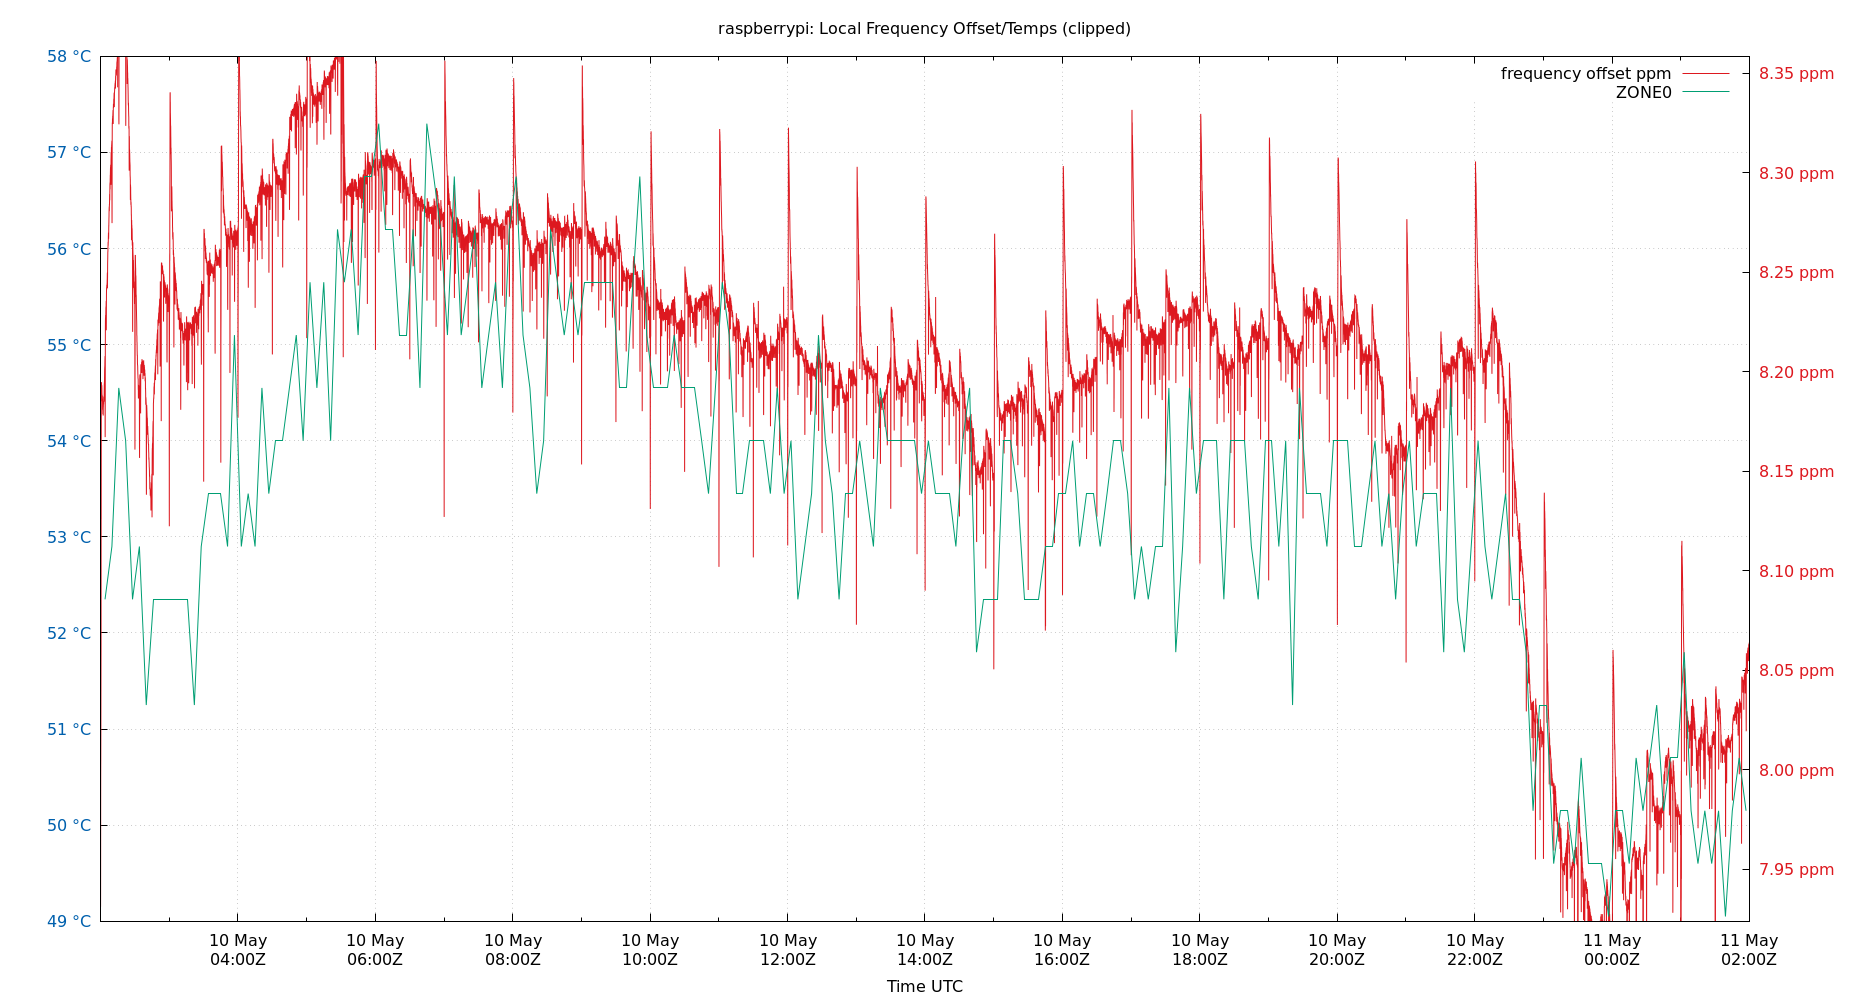 raspberrypi: Local Frequency Offset/Temps (clipped)
frequency offset ppm
ZONE0
58 °C
57 °C
56 °C
55 °C
54 °C
53 °C
52 °C
51 °C
50 °C
49 °C
8.35 ppm
8.30 ppm
8.25 ppm
8.20 ppm
8.15 ppm
8.10 ppm
8.05 ppm
8.00 ppm
7.95 ppm
10 May
04:00Z
10 May
06:00Z
10 May
08:00Z
10 May
10:00Z
10 May
12:00Z
10 May
14:00Z
10 May
16:00Z
10 May
18:00Z
10 May
20:00Z
10 May
22:00Z
11 May
00:00Z
11 May
02:00Z
Time UTC